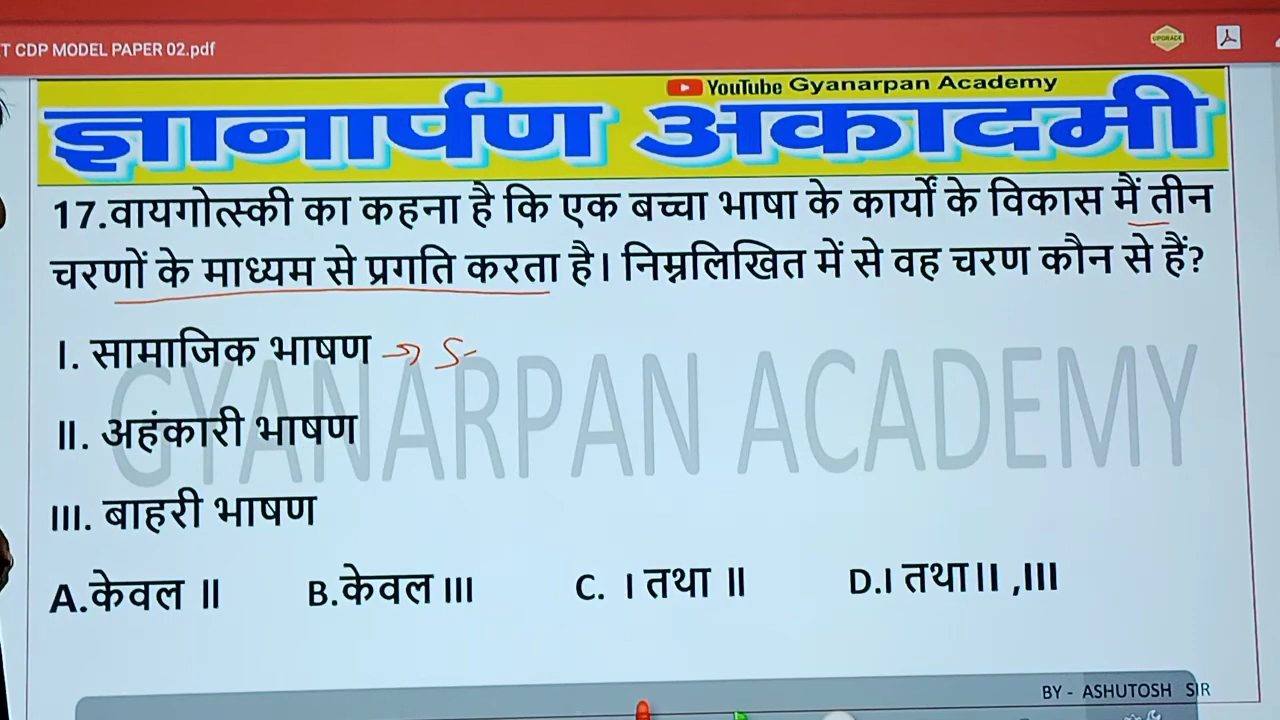 T CDP MODEL PAPER 02.pdf
UPGRADE
YouTube Gyanarpan Academy
ज्ञानार्पण अकादमी
17.वायगोत्स्की का कहना है कि एक बच्चा भाषा के कार्यों के विकास मैं तीन
चरणों के माध्यम से प्रगति करता है। निम्नलिखित में से वह चरण कौन से हैं?
I. सामाजिक भाषण → S-
GYANARPAN ACADEMY
II. अहंकारी भाषण
III. बाहरी भाषण
A.केवल II B.केवल III C. I तथा II D.I तथा II ,III
BY - ASHUTOSH SIR